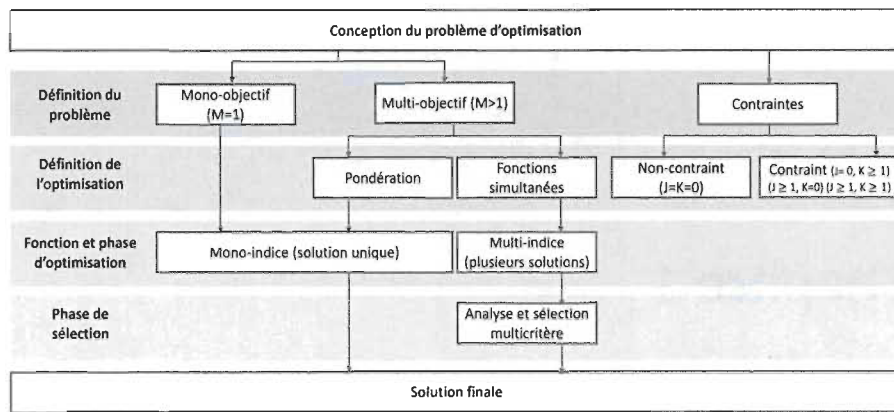 Conception du problème d'optimisation
Définition du
problème
Mono-objectif
(M=1)
Multi-objectif (M>1)
Contraintes
Définition de
l'optimisation
Pondération
Fonctions
simultanées
Non-contraint
(J=K=0)
Contraint (J= 0, K ≥ 1)
(J ≥ 1, K=0) (J ≥ 1, K ≥ 1)
Fonction et phase
d'optimisation
Mono-indice (solution unique)
Multi-indice
(plusieurs solutions)
Phase de
sélection
Analyse et sélection
multicritère
Solution finale